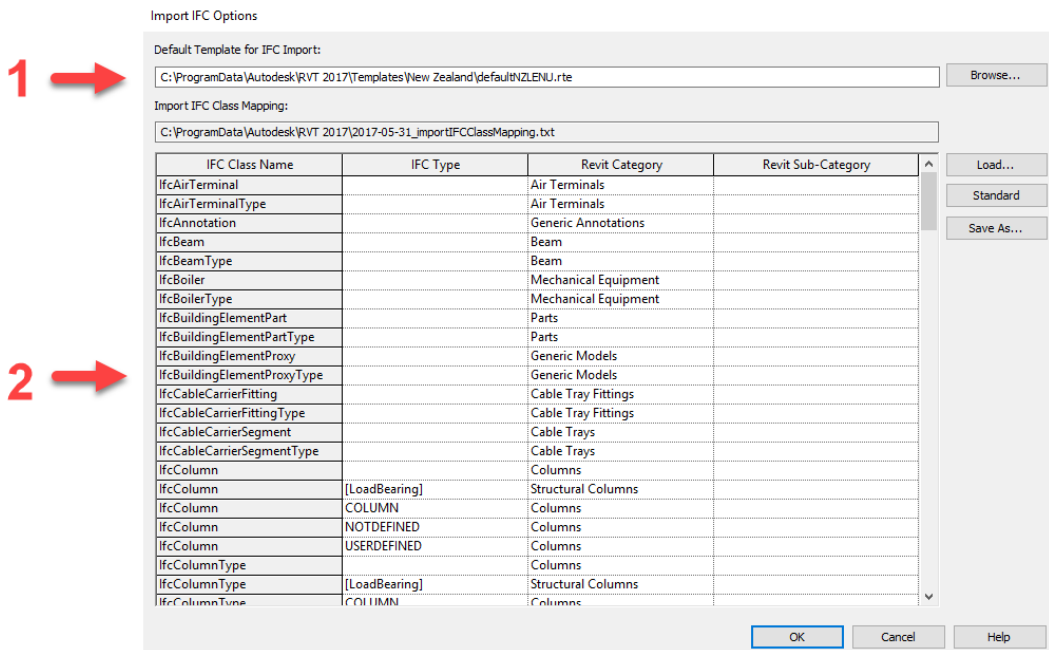 Import IFC Options
Default Template for IFC Import:
1
C:\ProgramData\Autodesk\RVT 2017\Templates\New Zealand\defaultNZLENU.rte Browse...
Import IFC Class Mapping:
C:\ProgramData\Autodesk\RVT 2017\2017-05-31_importIFCClassMapping.txt
IFC Class Name IFC Type Revit Category Revit Sub-Category Load...
IfcAirTerminal Air Terminals
IfcAirTerminalType Air Terminals Standard
IfcAnnotation Generic Annotations Save As...
IfcBeam Beam
IfcBeamType Beam
IfcBoiler Mechanical Equipment
IfcBoilerType Mechanical Equipment
IfcBuildingElementPart Parts
IfcBuildingElementPartType Parts
IfcBuildingElementProxy Generic Models
2 IfcBuildingElementProxyType Generic Models
IfcCableCarrierFitting Cable Tray Fittings
IfcCableCarrierFittingType Cable Tray Fittings
IfcCableCarrierSegment Cable Trays
IfcCableCarrierSegmentType Cable Trays
IfcColumn Columns
IfcColumn [LoadBearing] Structural Columns
IfcColumn COLUMN Columns
IfcColumn NOTDEFINED Columns
IfcColumn USERDEFINED Columns
IfcColumnType Columns
IfcColumnType [LoadBearing] Structural Columns
IfcColumnType COLUMN Columns
OK Cancel Help